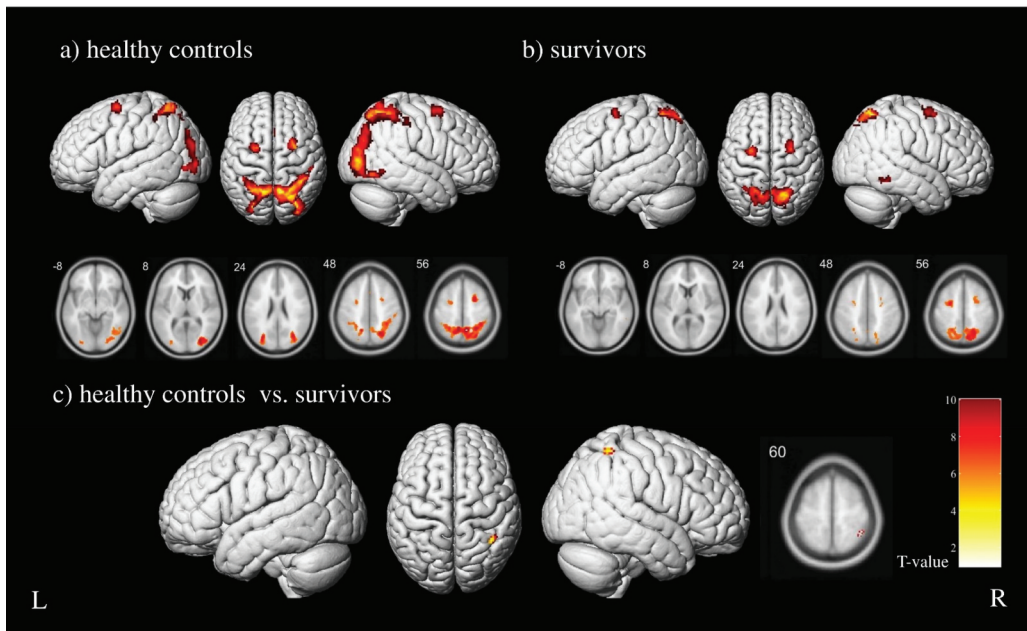 a) healthy controls
b) survivors
-8 8 24 48 56
-8 8 24 48 56
c) healthy controls vs. survivors
60
10
8
6
4
2
T-value
L
R